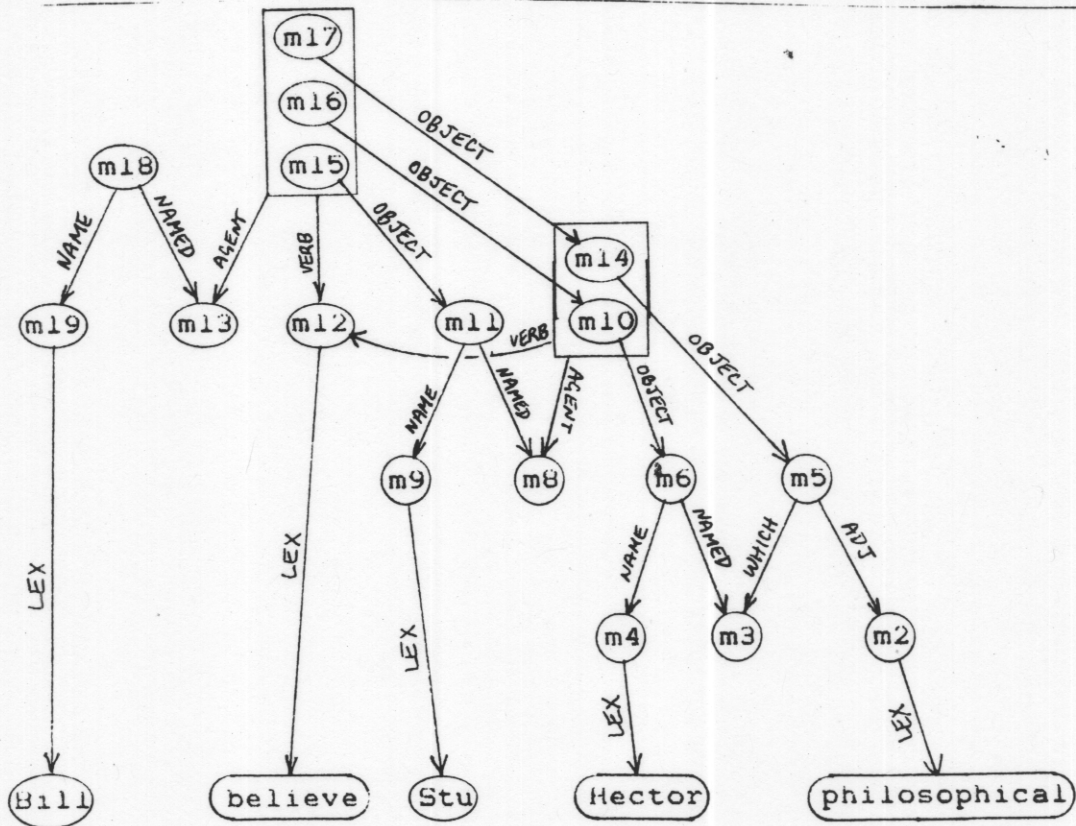 m17
OBJECT
m16
OBJECT
m18
m15
NAME
NAMED
AGENT
VERB
OBJECT
m14
m19
m13
m12
m11
VERB
m10
OBJECT
NAME
NAMED
AGENT
OBJECT
m9
m8
m6
m5
LEX
LEX
LEX
NAME
NAMED
WHICH
ADJ
m4
m3
m2
LEX
LEX
Bill
believe
Stu
Hector
philosophical